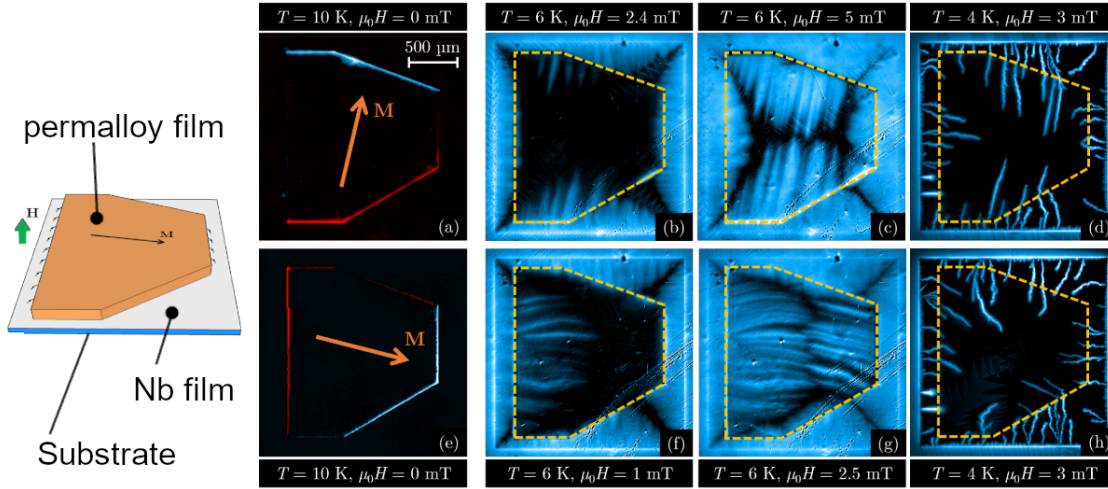 T = 10 K, μ₀H = 0 mT
T = 6 K, μ₀H = 2.4 mT
T = 6 K, μ₀H = 5 mT
T = 4 K, μ₀H = 3 mT
500 µm
permalloy film
M
H
M
(a)
(b)
(c)
(d)
Nb film
Substrate
M
(e)
(f)
(g)
(h)
T = 10 K, μ₀H = 0 mT
T = 6 K, μ₀H = 1 mT
T = 6 K, μ₀H = 2.5 mT
T = 4 K, μ₀H = 3 mT